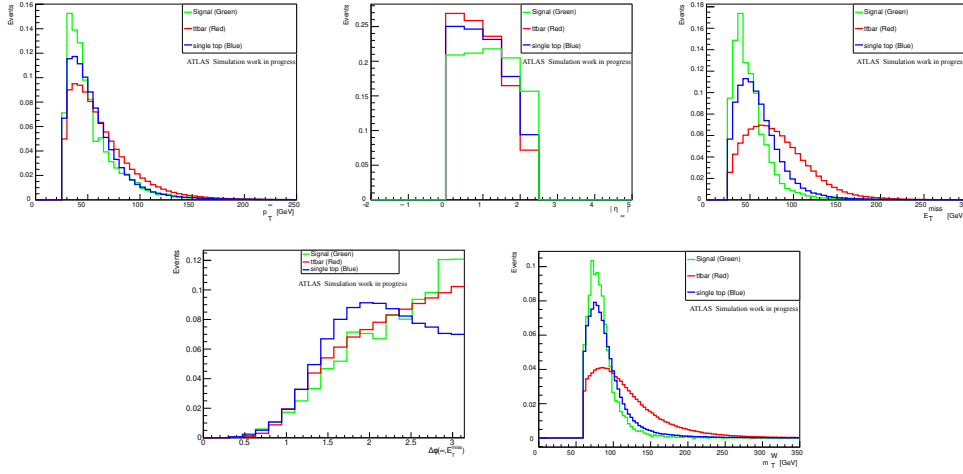 Events
0.16
0.14
0.12
0.1
0.08
0.06
0.04
0.02
0
Signal (Green)
ttbar (Red)
single top (Blue)
ATLAS Simulation work in progress
0 50 100 150 200 250
p T [GeV]
Events
0.25
0.2
0.15
0.1
0.05
0
Signal (Green)
ttbar (Red)
single top (Blue)
ATLAS Simulation work in progress
−2 −1 0 1 2 3 4 5
| η |
Events
0.18
0.16
0.14
0.12
0.1
0.08
0.06
0.04
0.02
0
Signal (Green)
ttbar (Red)
single top (Blue)
ATLAS Simulation work in progress
0 50 100 150 200 250
E T miss [GeV]
Events
0.12
0.1
0.08
0.06
0.04
0.02
0.00
Signal (Green)
ttbar (Red)
single top (Blue)
ATLAS Simulation work in progress
0.5 1.0 1.5 2.0 2.5 3.0
Δφ(∞,E T miss)
Events
0.1
0.08
0.06
0.04
0.02
0
Signal (Green)
ttbar (Red)
single top (Blue)
ATLAS Simulation work in progress
0 50 100 150 200 250 300 350
m T W [GeV]